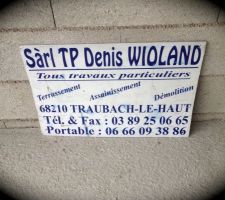 Sàrl TP Denis WIOLAND
Tous travaux particuliers
Terrassement Assainissement Démolition
68210 TRAUBACH-LE-HAUT
Tél. & Fax : 03 89 25 06 65
Portable : 06 66 09 38 86